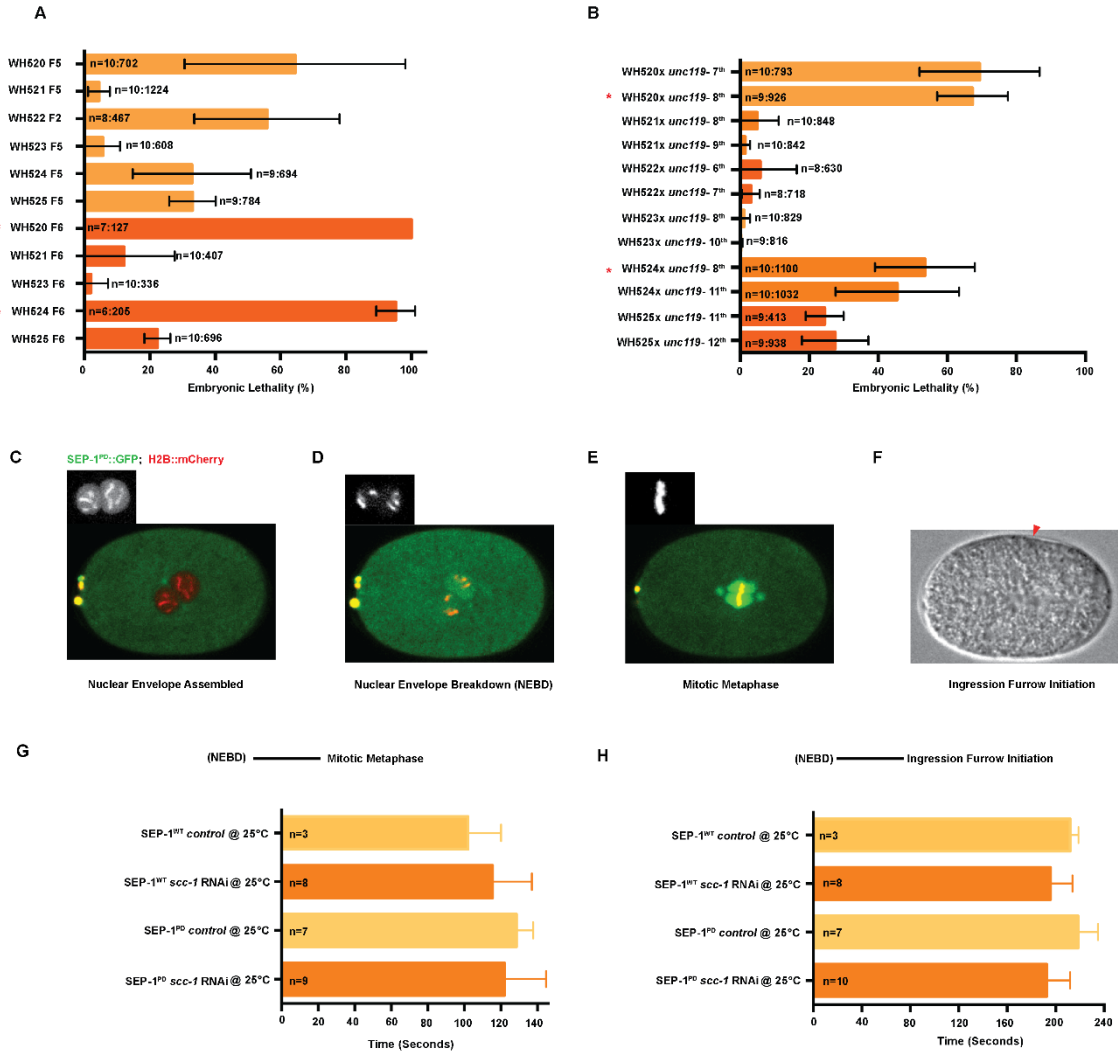 A
WH520 F5
n=10:702
WH521 F5
n=10:1224
WH522 F2
n=8:467
WH523 F5
n=10:608
WH524 F5
n=9:694
WH525 F5
n=9:784
WH520 F6
n=7:127
WH521 F6
n=10:407
WH523 F6
n=10:336
WH524 F6
n=6:205
WH525 F6
n=10:696
0 20 40 60 80 100
Embryonic Lethality (%)
B
WH520x unc119- 7th
n=10:793
* WH520x unc119- 8th
n=9:926
WH521x unc119- 8th
n=10:848
WH521x unc119- 9th
n=10:842
WH522x unc119- 6th
n=8:630
WH522x unc119- 7th
n=8:718
WH523x unc119- 8th
n=10:829
WH523x unc119- 10th
n=9:816
* WH524x unc119- 8th
n=10:1100
WH524x unc119- 11th
n=10:1032
WH525x unc119- 11th
n=9:413
WH525x unc119- 12th
n=9:938
0 20 40 60 80 100
Embryonic Lethality (%)
C
SEP-1PD::GFP; H2B::mCherry
Nuclear Envelope Assembled
D
Nuclear Envelope Breakdown (NEBD)
E
Mitotic Metaphase
F
Ingression Furrow Initiation
G
(NEBD) Mitotic Metaphase
SEP-1WT control @ 25°C
n=3
SEP-1WT scc-1 RNAi @ 25°C
n=8
SEP-1PD control @ 25°C
n=7
SEP-1PD scc-1 RNAi @ 25°C
n=9
0 20 40 60 80 100 120 140
Time (Seconds)
H
(NEBD) Ingression Furrow Initiation
SEP-1WT control @ 25°C
n=3
SEP-1WT scc-1 RNAi @ 25°C
n=8
SEP-1PD control @ 25°C
n=7
SEP-1PD scc-1 RNAi @ 25°C
n=10
0 40 80 120 160 200 240
Time (Seconds)